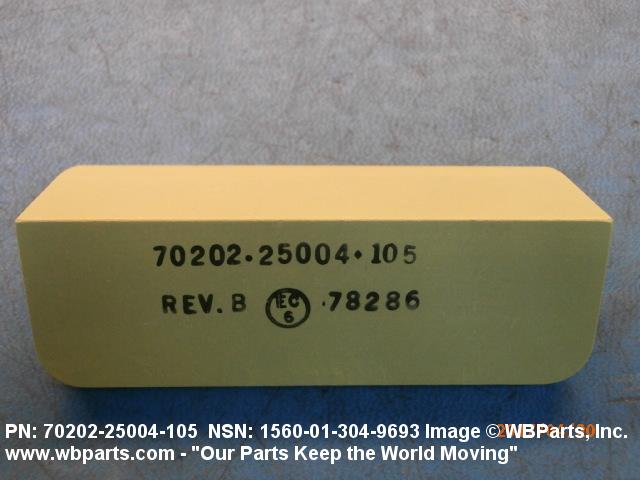 70202-25004-105
REV. B IEC 6 .78286
PN: 70202-25004-105 NSN: 1560-01-304-9693 Image © WBParts, Inc.
www.wbparts.com - "Our Parts Keep the World Moving"